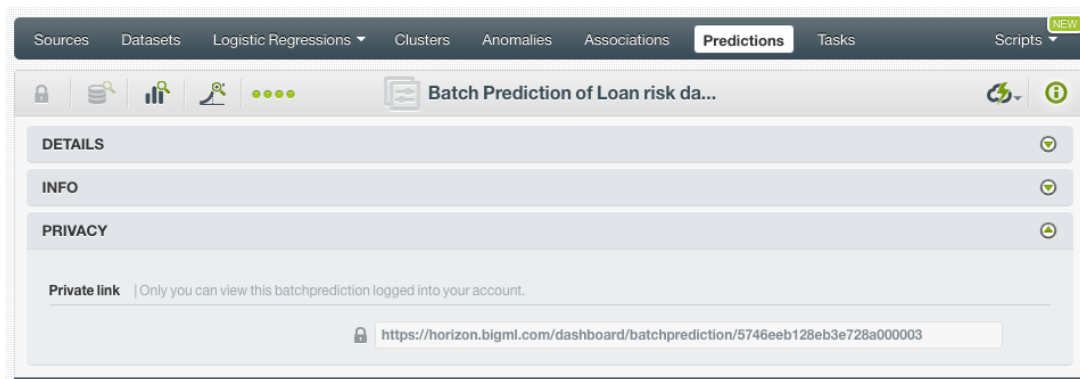 NEW
Sources Datasets Logistic Regressions Clusters Anomalies Associations Predictions Tasks Scripts
Batch Prediction of Loan risk da...
DETAILS
INFO
PRIVACY
Private link | Only you can view this batchprediction logged into your account.
https://horizon.bigml.com/dashboard/batchprediction/5746eeb128eb3e728a000003